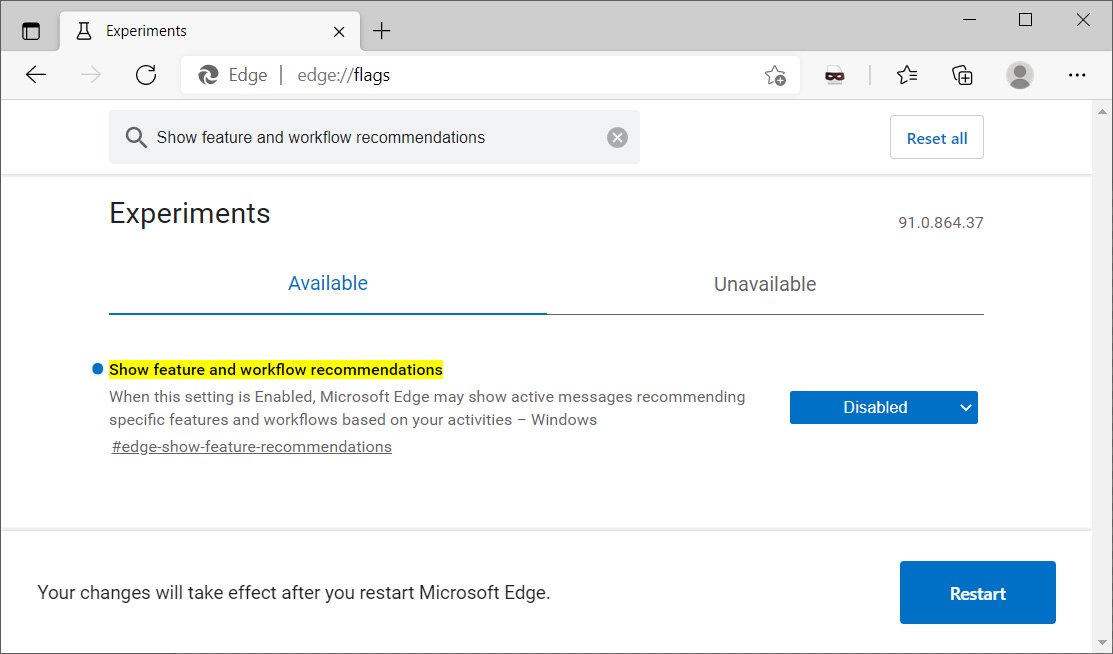 Experiments
Edge | edge://flags
Show feature and workflow recommendations
Reset all
Experiments
91.0.864.37
Available
Unavailable
Show feature and workflow recommendations
When this setting is Enabled, Microsoft Edge may show active messages recommending
specific features and workflows based on your activities – Windows
#edge-show-feature-recommendations
Disabled
Your changes will take effect after you restart Microsoft Edge.
Restart